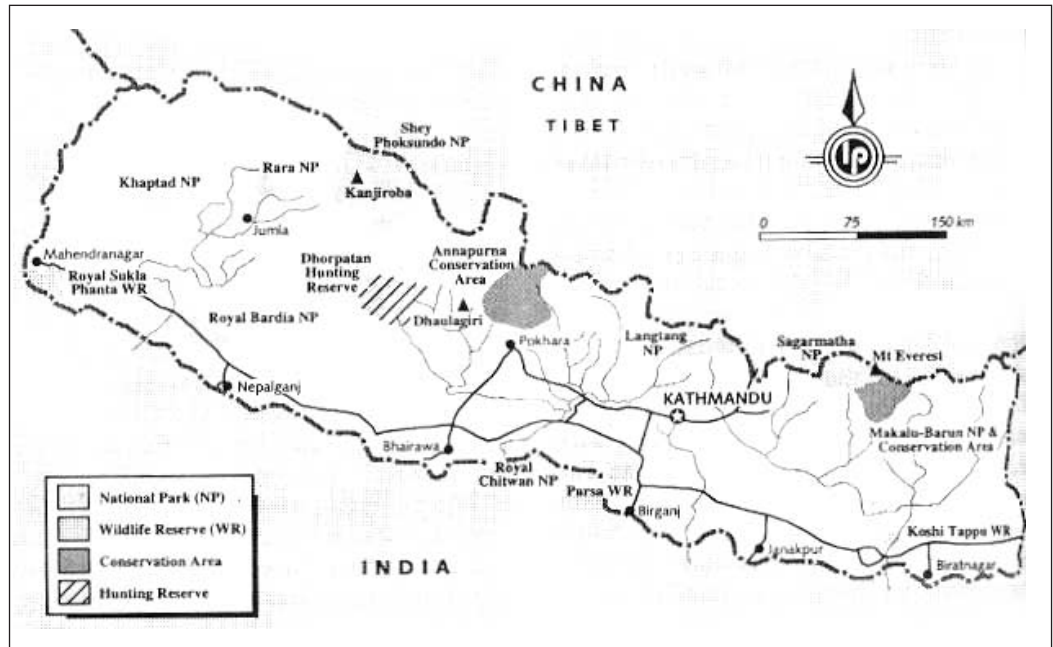 CHINA
TIBET
Shey
Phoksundo NP
Rara NP
Khaptad NP
Kanjiroba
Jumla
0 75 150 km
Mahendranagar
Royal Sukla
Phanta WR
Dhorpatan
Hunting
Reserve
Annapurna
Conservation
Area
Royal Bardia NP
Dhaulagiri
Pokhara
Langtang
NP
Sagarmatha
NP
Mt Everest
Nepalganj
KATHMANDU
Makalu-Barun NP &
Conservation Area
Bhairawa
Royal
Chitwan NP
Parsa WR
Birganj
Koshi Tappu WR
Janakpur
Biratnagar
INDIA
National Park (NP)
Wildlife Reserve (WR)
Conservation Area
Hunting Reserve